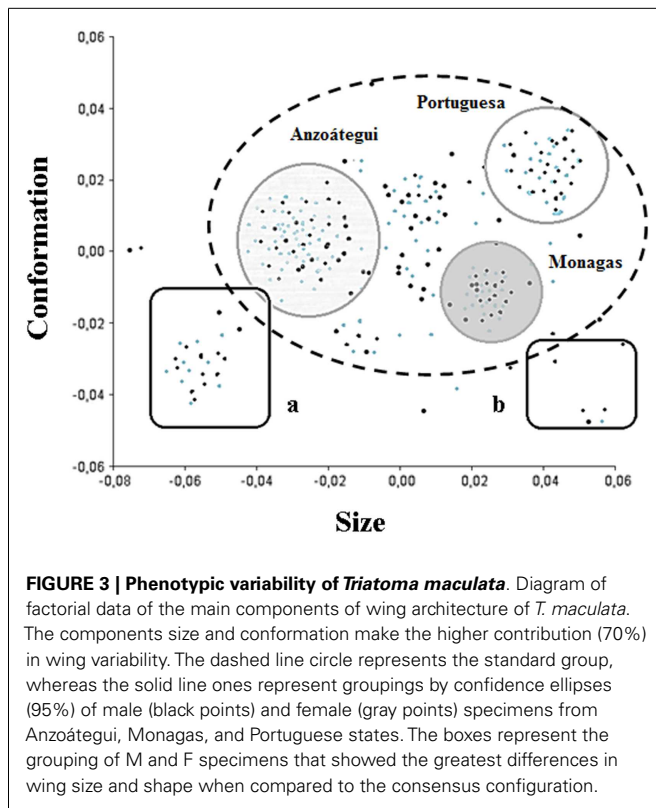 0,06
0,04
0,02
0,00
-0,02
-0,04
-0,06
Conformation
Portuguesa
Anzoátegui
Monagas
a
b
-0,08
-0,06
-0,04
-0,02
0,00
0,02
0,04
0,06
Size
FIGURE 3 | Phenotypic variability of Triatoma maculata. Diagram of
factorial data of the main components of wing architecture of T. maculata.
The components size and conformation make the higher contribution (70%)
in wing variability. The dashed line circle represents the standard group,
whereas the solid line ones represent groupings by confidence ellipses
(95%) of male (black points) and female (gray points) specimens from
Anzoátegui, Monagas, and Portuguese states. The boxes represent the
grouping of M and F specimens that showed the greatest differences in
wing size and shape when compared to the consensus configuration.